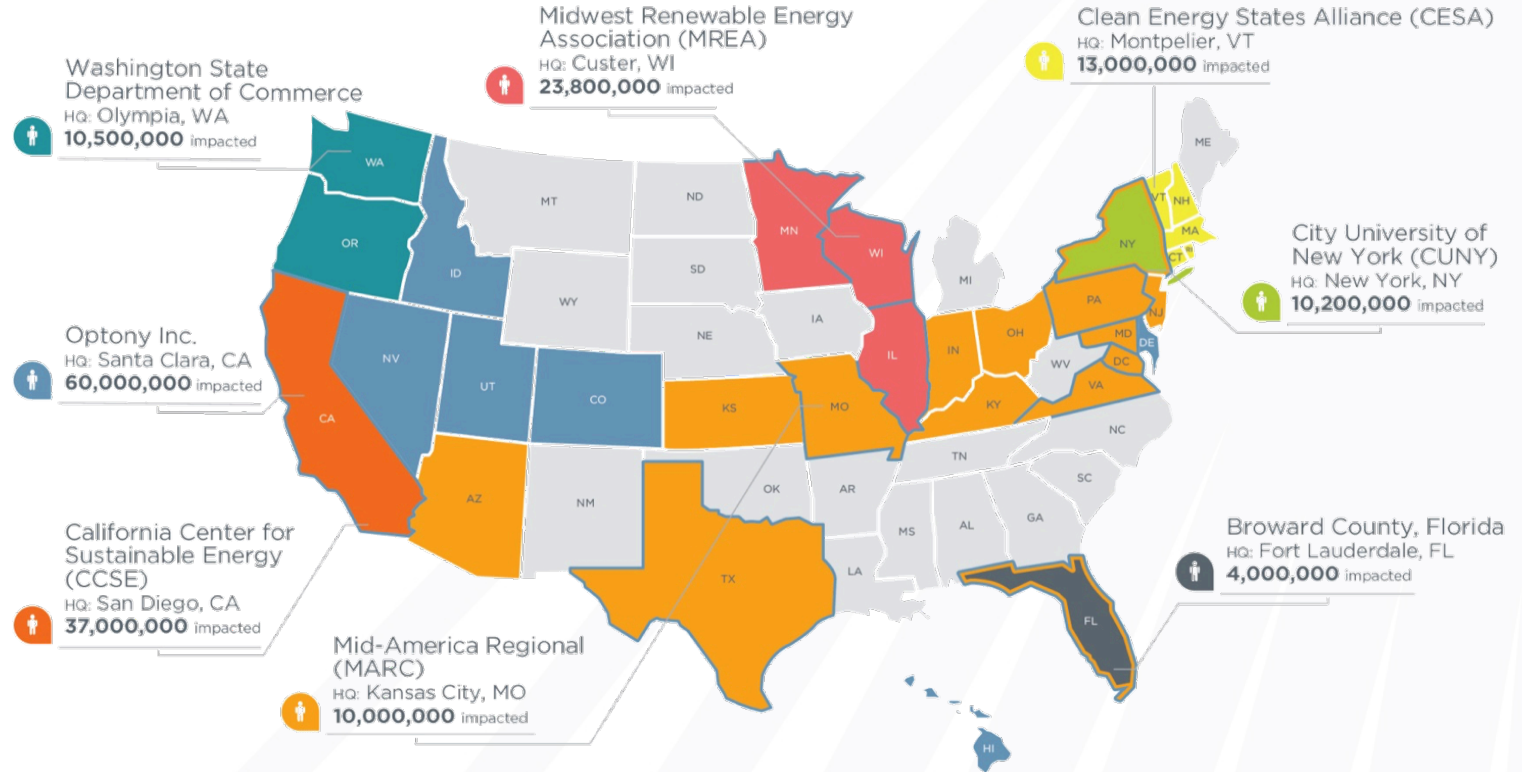 Midwest Renewable Energy
Association (MREA)
HQ: Custer, WI
23,800,000 impacted
Clean Energy States Alliance (CESA)
HQ: Montpelier, VT
13,000,000 impacted
Washington State
Department of Commerce
HQ: Olympia, WA
10,500,000 impacted
City University of
New York (CUNY)
HQ: New York, NY
10,200,000 impacted
Optony Inc.
HQ: Santa Clara, CA
60,000,000 impacted
California Center for
Sustainable Energy
(CCSE)
HQ: San Diego, CA
37,000,000 impacted
Mid-America Regional
(MARC)
HQ: Kansas City, MO
10,000,000 impacted
Broward County, Florida
HQ: Fort Lauderdale, FL
4,000,000 impacted
WA
OR
ID
MT
ND
SD
WY
NE
MN
WI
IA
MI
IL
IN
OH
PA
NY
VT
NH
ME
MA
CT
NJ
MD
DE
DC
WV
VA
KY
CA
NV
UT
CO
KS
MO
AZ
NM
OK
AR
TN
NC
SC
TX
LA
MS
AL
GA
FL
HI